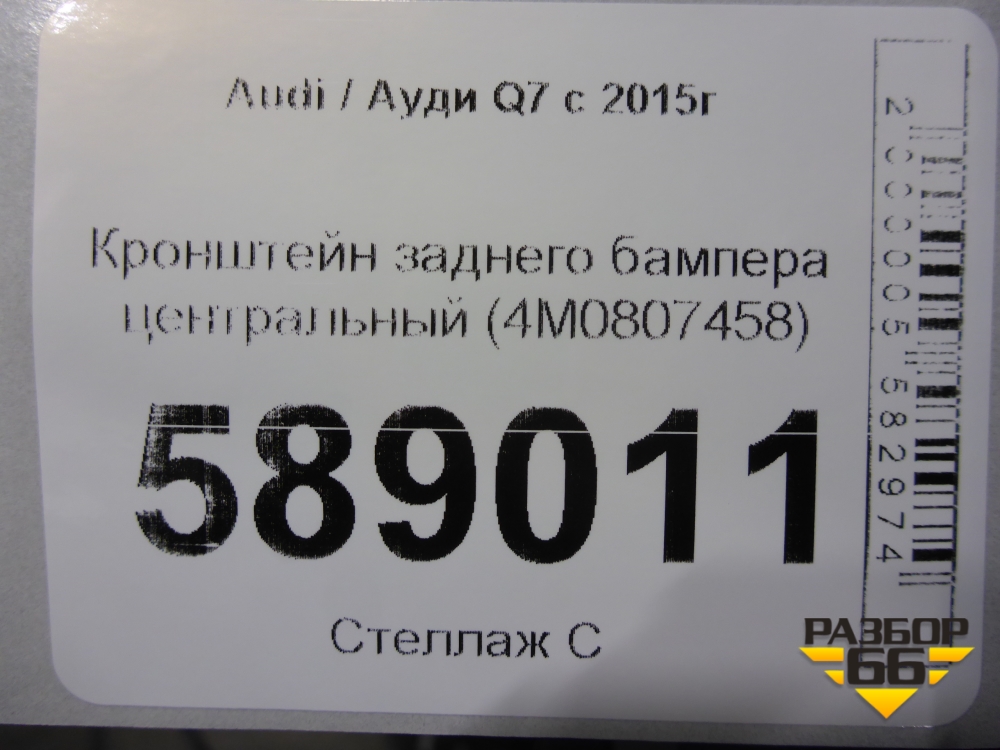 Audi / Ауди Q7 с 2015г
Кронштейн заднего бампера
центральный (4M0807458)
589011
Стеллаж С
2000005582974
РАЗБОР
66